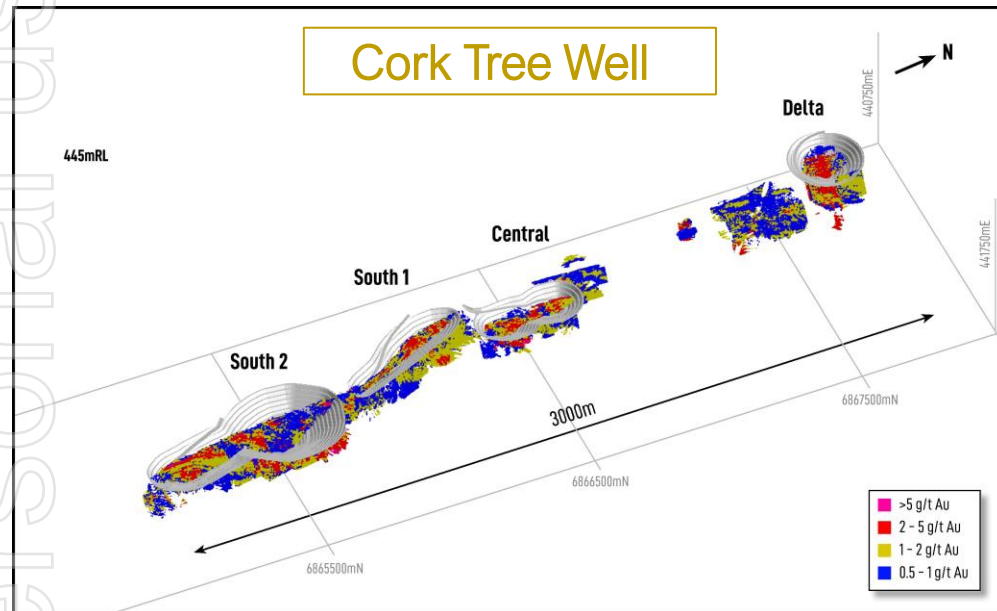 Cork Tree Well
N
Delta
440750mE
445mRL
Central
441750mE
South 1
South 2
3000m
6867500mN
6866500mN
6865500mN
>5 g/t Au
2 - 5 g/t Au
1 - 2 g/t Au
0.5 - 1 g/t Au